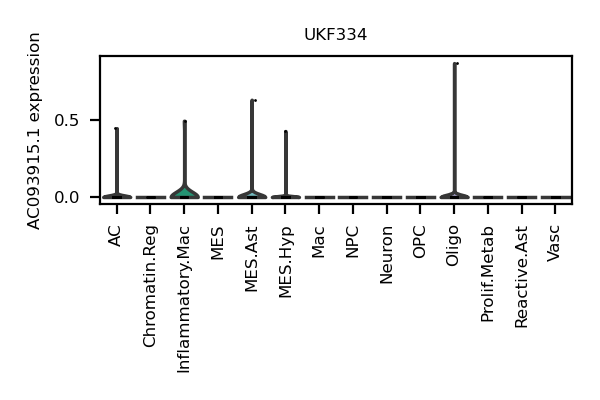 UKF334
AC093915.1 expression
0.5
0.0
AC
Chromatin.Reg
Inflammatory.Mac
MES
MES.Ast
MES.Hyp
Mac
NPC
Neuron
OPC
Oligo
Prolif.Metab
Reactive.Ast
Vasc